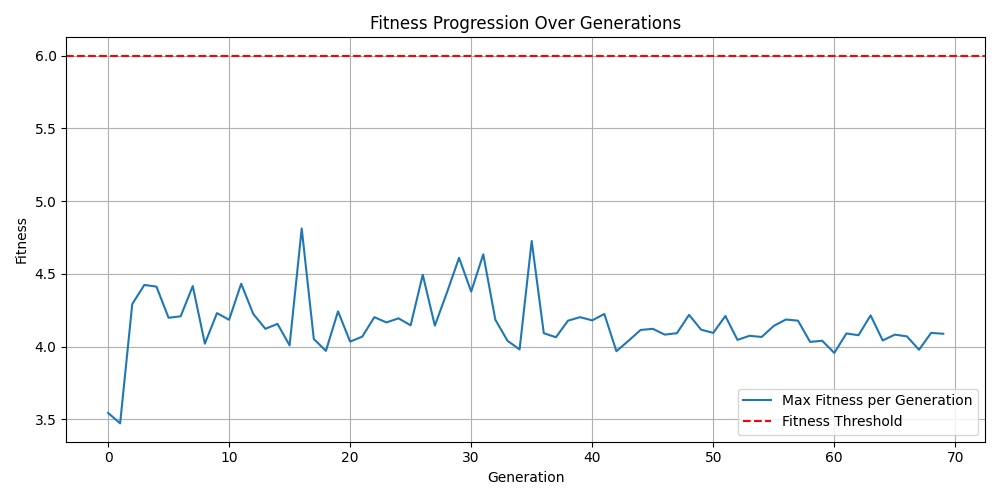 Fitness Progression Over Generations
6.0
5.5
5.0
4.5
4.0
3.5
Fitness
Max Fitness per Generation
Fitness Threshold
0 10 20 30 40 50 60 70
Generation